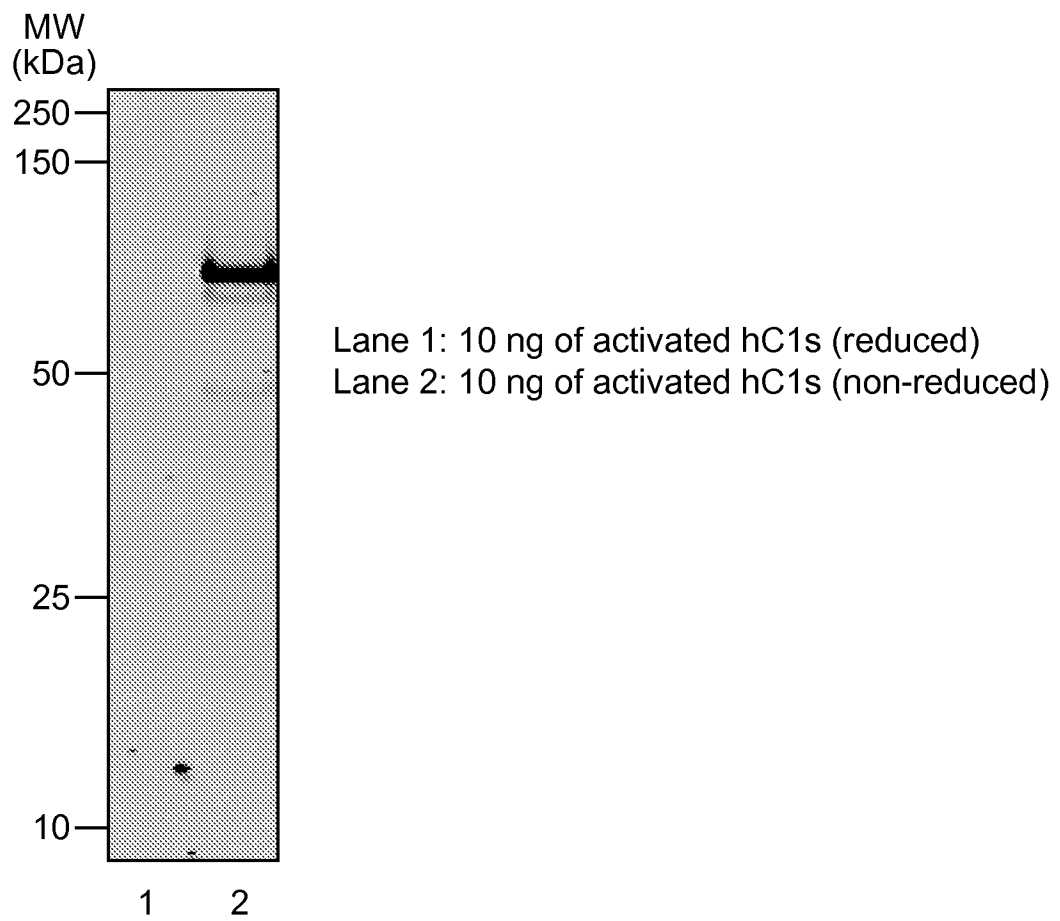 MW
(kDa)
250
150
50
25
10
Lane 1: 10 ng of activated hC1s (reduced)
Lane 2: 10 ng of activated hC1s (non-reduced)
1 2